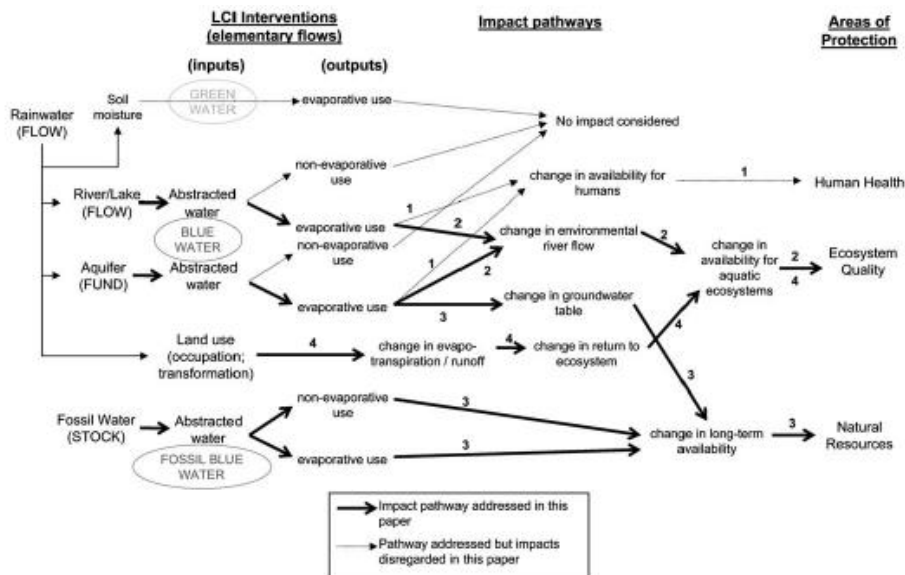 LCI Interventions
(elementary flows)
Impact pathways
Areas of
Protection
(inputs)
(outputs)
Rainwater
(FLOW)
Soil
moisture
GREEN
WATER
evaporative use
No impact considered
River/Lake
(FLOW)
Abstracted
water
non-evaporative
use
evaporative use
1
2
change in availability for
humans
1
Human Health
BLUE
WATER
Aquifer
(FUND)
Abstracted
water
non-evaporative
use
evaporative use
1
2
3
change in environmental
river flow
2
change in
availability for
aquatic
ecosystems
2
4
Ecosystem
Quality
change in groundwater
table
3
Land use
(occupation;
transformation)
4
change in evapo-
transpiration / runoff
4
change in return to
ecosystem
4
Fossil Water
(STOCK)
Abstracted
water
FOSSIL BLUE
WATER
non-evaporative
use
3
evaporative use
3
change in long-term
availability
3
Natural
Resources
Impact pathway addressed in this
paper
Pathway addressed but impacts
disregarded in this paper